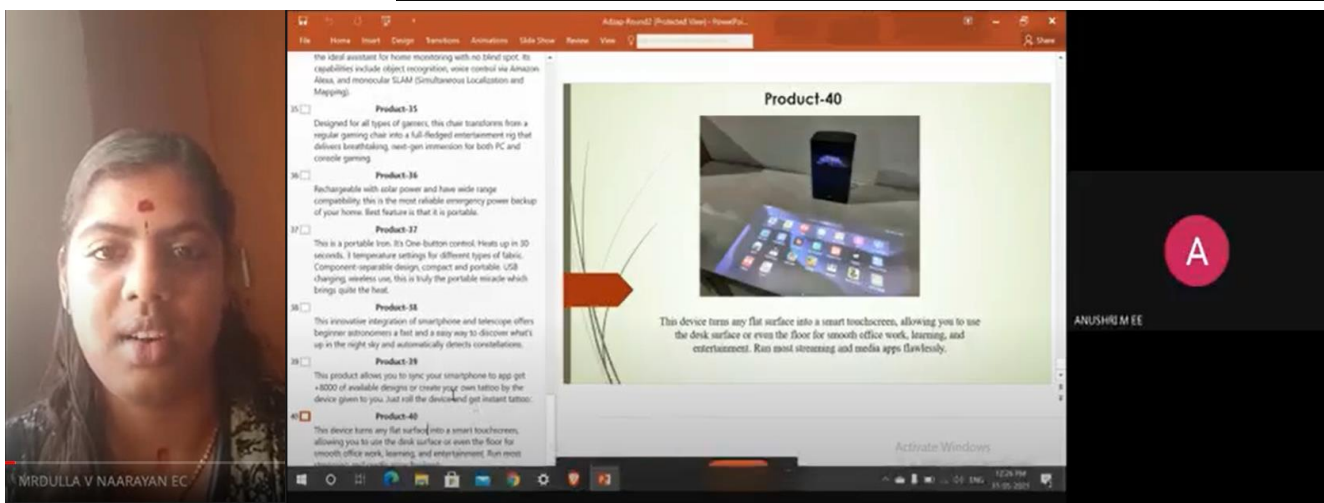 Adzap-Round2 (Protected View) - PowerPoi...
File Home Insert Design Transitions Animations Slide Show Review View
Share
the ideal assistant for home monitoring with no blind spot. Its
capabilities include object recognition, voice control via Amazon
Alexa, and monocular SLAM (Simultaneous Localization and
Mapping).
35 Product-35
Designed for all types of gamers, this chair transforms from a
regular gaming chair into a full-fledged entertainment rig that
delivers breathtaking, next-gen immersion for both PC and
console gaming.
36 Product-36
Rechargeable with solar power and have wide range
compatibility, this is the most reliable emergency power backup
of your home. Best feature is that it is portable.
37 Product-37
This is a portable Iron. It's One-button control. Heats up in 30
seconds. 3 temperature settings for different types of fabric.
Component-separable design, compact and portable. USB
charging, wireless use, this is truly the portable miracle which
brings quite the heat.
38 Product-38
This innovative integration of smartphone and telescope offers
beginner astronomers a fast and a easy way to discover what's
up in the night sky and automatically detects constellations.
39 Product-39
This product allows you to sync your smartphone to app get
+8000 of available designs or create your own tattoo by the
device given to you. Just roll the device and get instant tattoo.
40 Product-40
This device turns any flat surface into a smart touchscreen,
allowing you to use the desk surface or even the floor for
smooth office work, learning, and entertainment. Run most
Product-40
This device turns any flat surface into a smart touchscreen, allowing you to use
the desk surface or even the floor for smooth office work, learning, and
entertainment. Run most streaming and media apps flawlessly.
Activate Windows
ENG
12:26 PM
31-05-2021
MRDULLA V NAARAYAN EC
A
ANUSHRI M EE